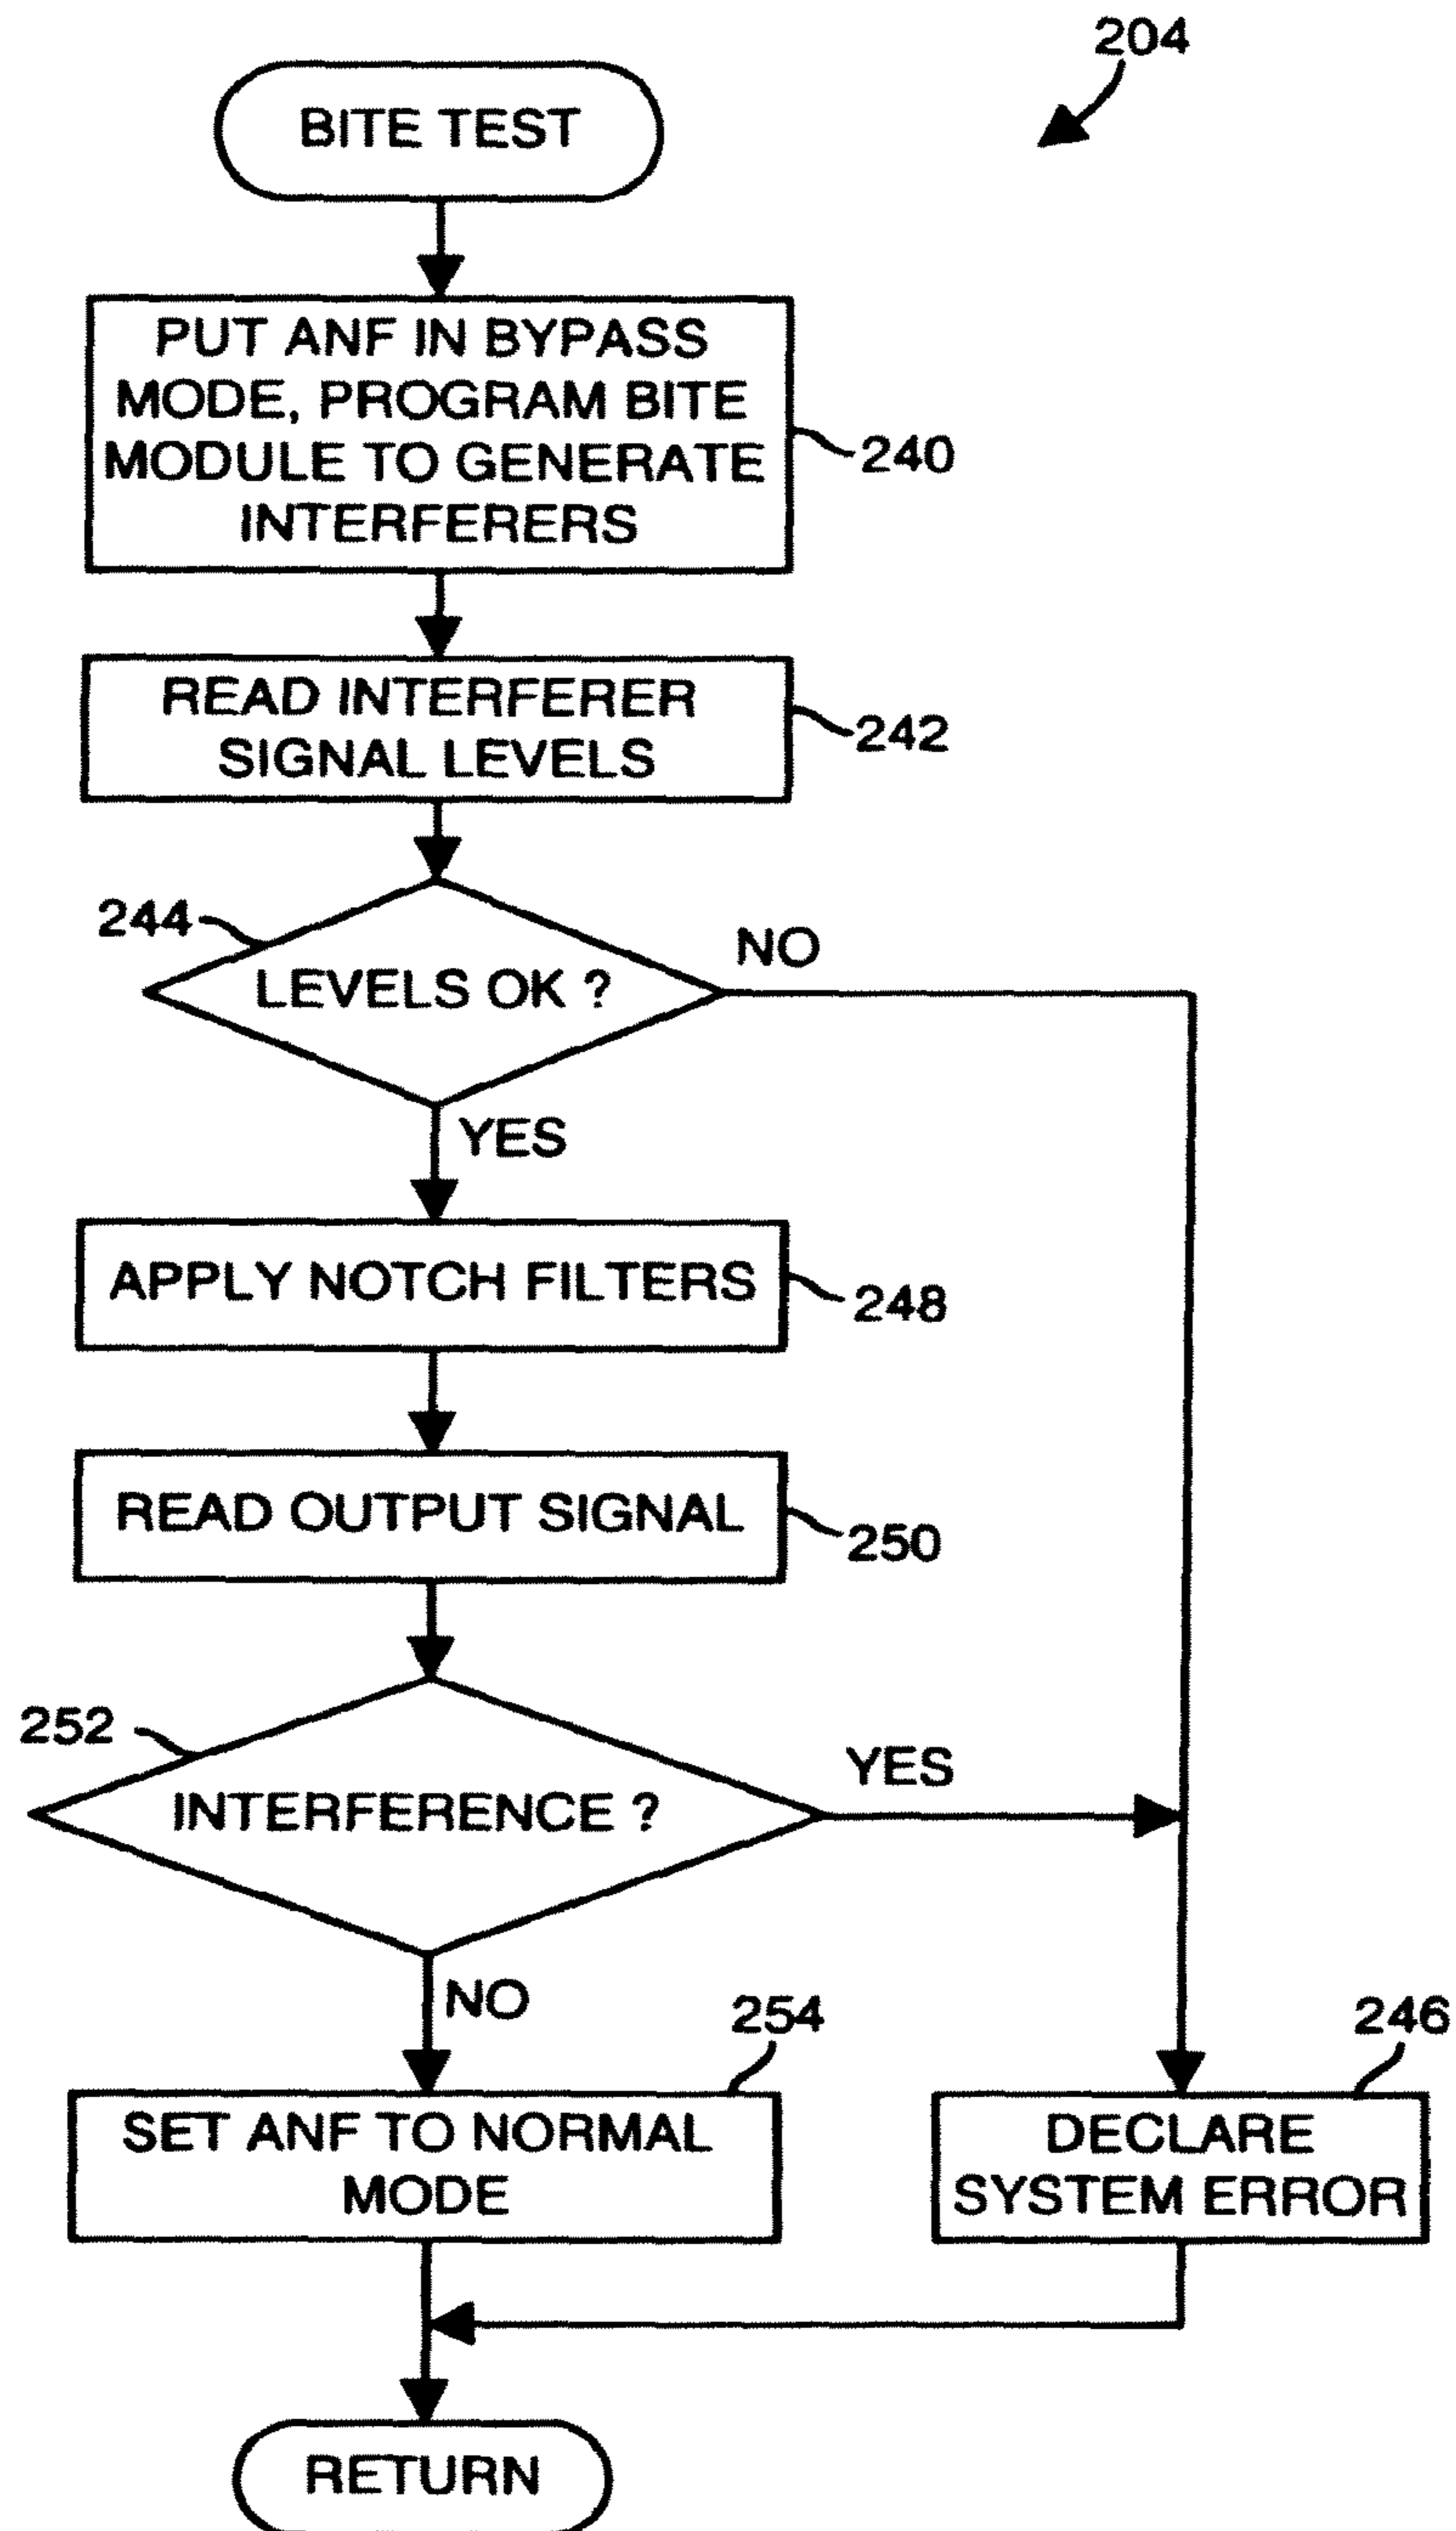 204
BITE TEST
PUT ANF IN BYPASS
MODE, PROGRAM BITE
MODULE TO GENERATE
INTERFERERS
240
READ INTERFERER
SIGNAL LEVELS
242
244
LEVELS OK ?
NO
YES
APPLY NOTCH FILTERS
248
READ OUTPUT SIGNAL
250
252
INTERFERENCE ?
YES
NO
254
246
SET ANF TO NORMAL
MODE
DECLARE
SYSTEM ERROR
RETURN